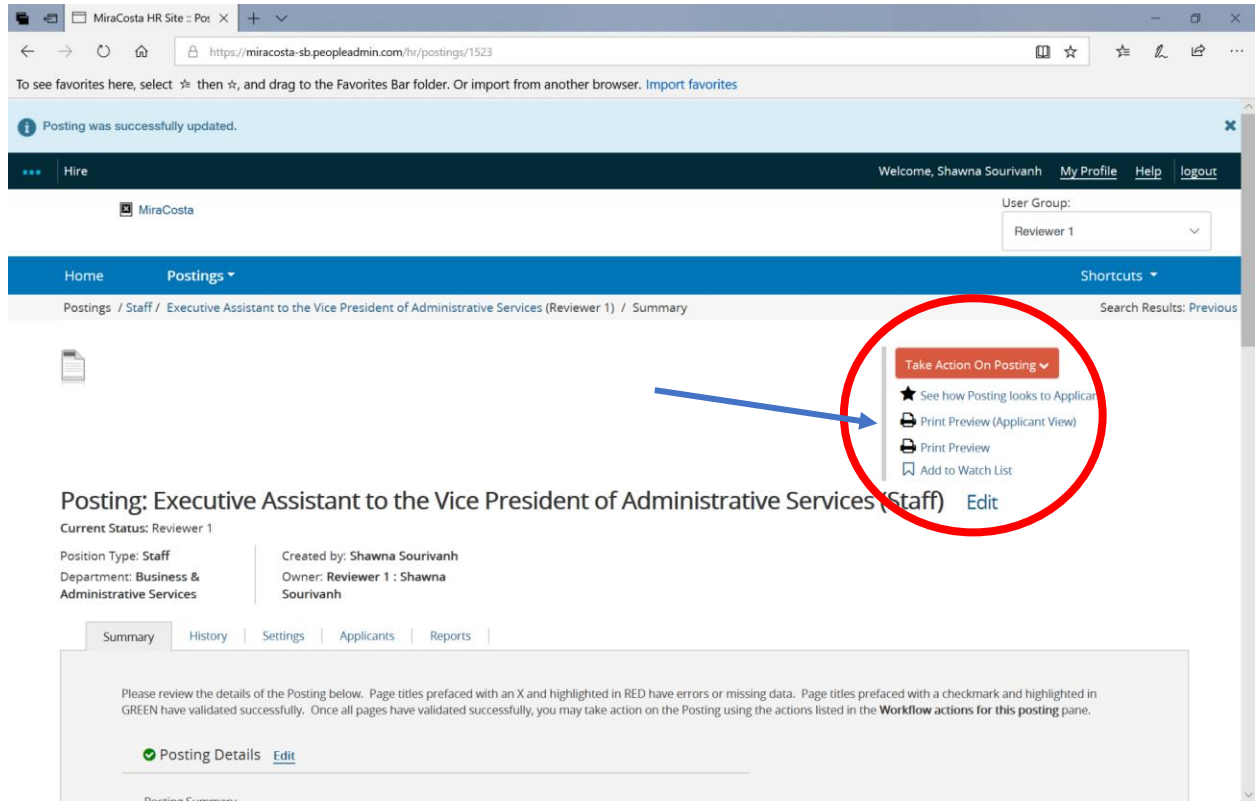 MiraCosta HR Site :: Pos
https://miracosta-sb.peopleadmin.com/hr/postings/1523
To see favorites here, select then , and drag to the Favorites Bar folder. Or import from another browser. Import favorites
Posting was successfully updated.
Hire Welcome, Shawna Sourivanh My Profile Help logout
MiraCosta
User Group:
Reviewer 1
Home Postings Shortcuts
Postings / Staff / Executive Assistant to the Vice President of Administrative Services (Reviewer 1) / Summary Search Results: Previous
Take Action On Posting
See how Posting looks to Applican
Print Preview (Applicant View)
Print Preview
Add to Watch List
Posting: Executive Assistant to the Vice President of Administrative Services (Staff) Edit
Current Status: Reviewer 1
Position Type: Staff Created by: Shawna Sourivanh
Department: Business & Owner: Reviewer 1 : Shawna
Administrative Services Sourivanh
Summary History Settings Applicants Reports
Please review the details of the Posting below. Page titles prefaced with an X and highlighted in RED have errors or missing data. Page titles prefaced with a checkmark and highlighted in
GREEN have validated successfully. Once all pages have validated successfully, you may take action on the Posting using the actions listed in the Workflow actions for this posting pane.
Posting Details Edit
Posting Summary